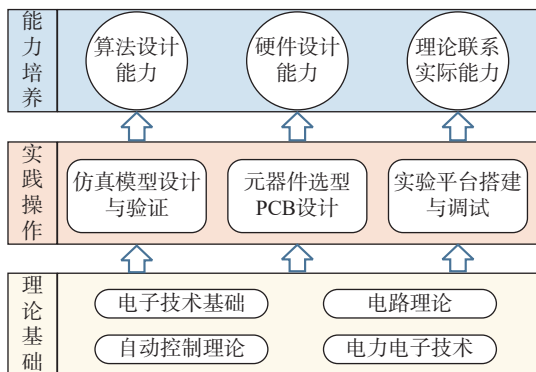 能力培养
算法设计
能力
硬件设计
能力
理论联系
实际能力
实践操作
仿真模型设计
与验证
元器件选型
PCB设计
实验平台搭建
与调试
理论基础
电子技术基础
电路理论
自动控制理论
电力电子技术